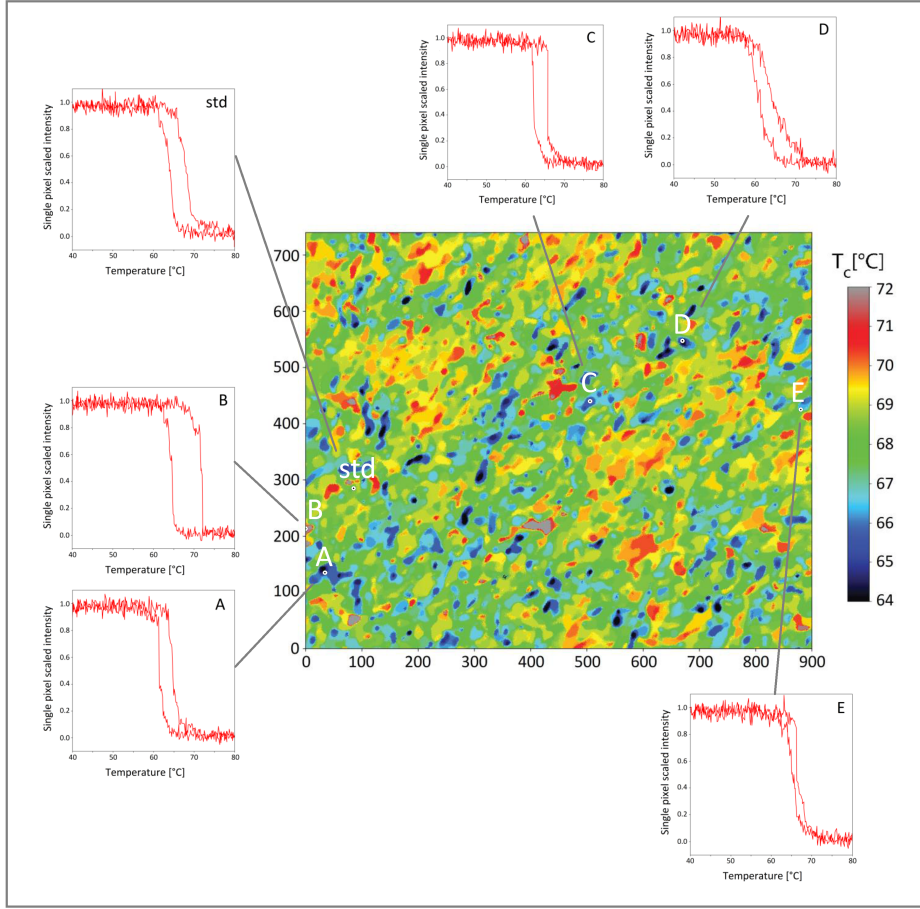 C
Single pixel scaled intensity
1.0
0.8
0.6
0.4
0.2
0.0
40 50 60 70 80
Temperature [°C]
D
Single pixel scaled intensity
1.0
0.8
0.6
0.4
0.2
0.0
40 50 60 70 80
Temperature [°C]
std
Single pixel scaled intensity
1.0
0.8
0.6
0.4
0.2
0.0
40 50 60 70 80
Temperature [°C]
B
Single pixel scaled intensity
1.0
0.8
0.6
0.4
0.2
0.0
40 50 60 70 80
Temperature [°C]
A
Single pixel scaled intensity
1.0
0.8
0.6
0.4
0.2
0.0
40 50 60 70 80
Temperature [°C]
700
600
500
400
300
200
100
0
0 100 200 300 400 500 600 700 800 900
D
C
E
std
B
A
Tc[°C]
72
71
70
69
68
67
66
65
64
E
Single pixel scaled intensity
1.0
0.8
0.6
0.4
0.2
0.0
40 50 60 70 80
Temperature [°C]